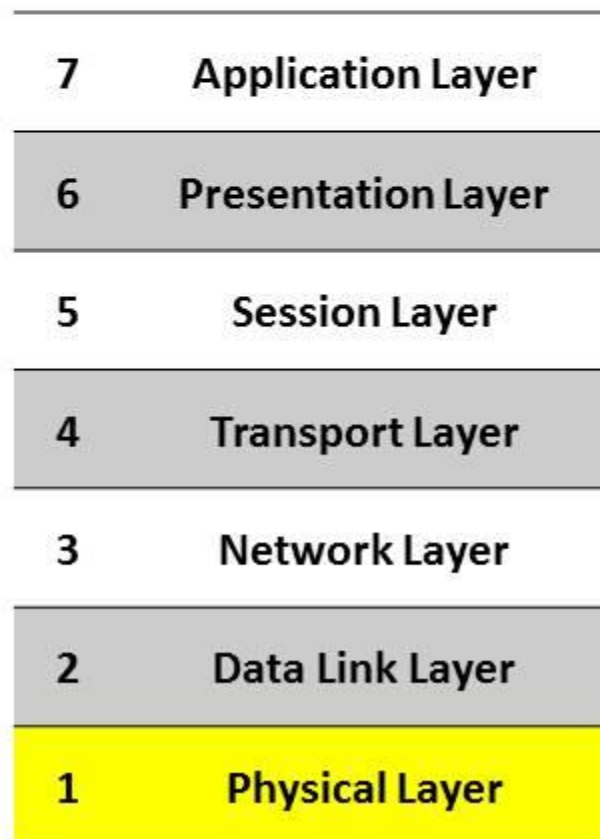 7 Application Layer
6 Presentation Layer
5 Session Layer
4 Transport Layer
3 Network Layer
2 Data Link Layer
1 Physical Layer